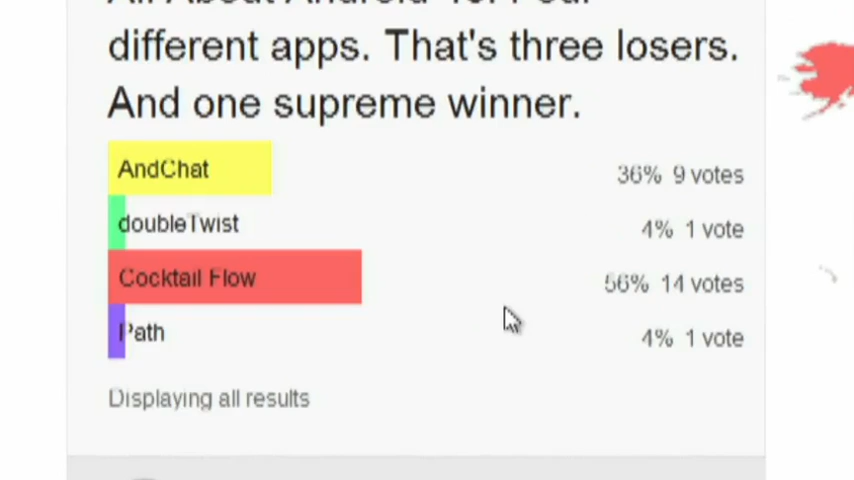 different apps. That's three losers.
And one supreme winner.
AndChat 36% 9 votes
doubleTwist 4% 1 vote
Cocktail Flow 56% 14 votes
Path 4% 1 vote
Displaying all results